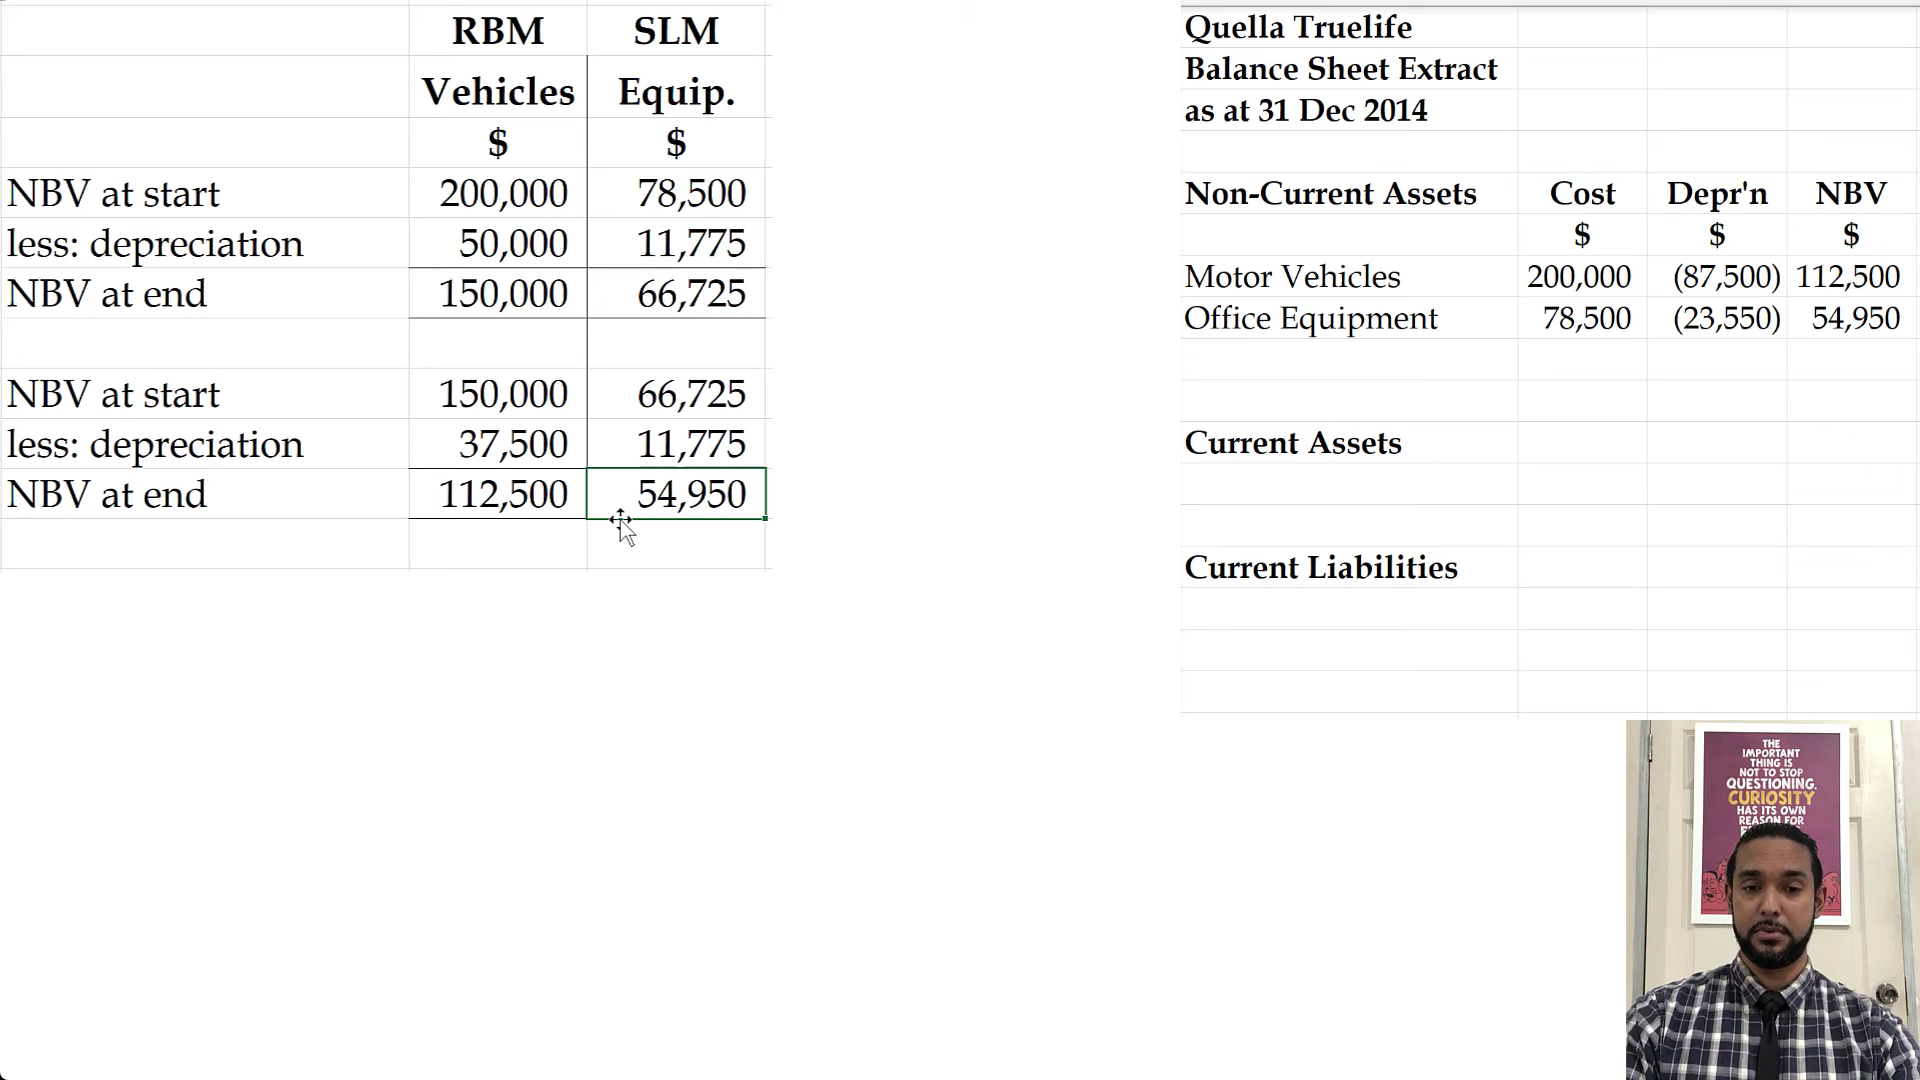 RBM SLM
Vehicles Equip.
$ $
NBV at start 200,000 78,500
less: depreciation 50,000 11,775
NBV at end 150,000 66,725
NBV at start 150,000 66,725
less: depreciation 37,500 11,775
NBV at end 112,500 54,950
Quella Truelife
Balance Sheet Extract
as at 31 Dec 2014
Non-Current Assets Cost Depr'n NBV
$ $ $
Motor Vehicles 200,000 (87,500) 112,500
Office Equipment 78,500 (23,550) 54,950
Current Assets
Current Liabilities
THE
IMPORTANT
THING IS
NOT TO STOP
QUESTIONING.
CURIOSITY
HAS ITS OWN
REASON FOR